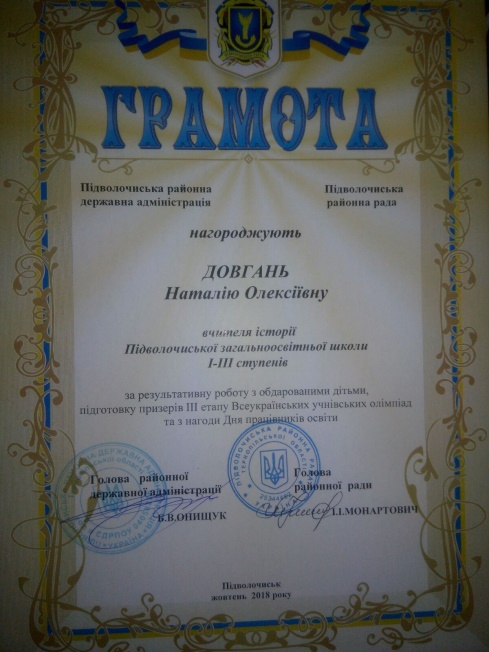 ГРАМОТА
Підволочиська районна
державна адміністрація
Підволочиська
районна рада
нагороджують
ДОВГАНЬ
Наталію Олексіївну
вчителя історії
Підволочиської загальноосвітньої школи
І-ІІІ ступенів
за результативну роботу з обдарованими дітьми,
підготовку призерів ІІІ етапу Всеукраїнських учнівських олімпіад
та з нагоди Дня працівників освіти
Голова районної
державної адміністрації
В.В.ОНИЩУК
Голова
районної ради
І.І.МОНАРТОВИЧ
Підволочиськ
жовтень 2018 року